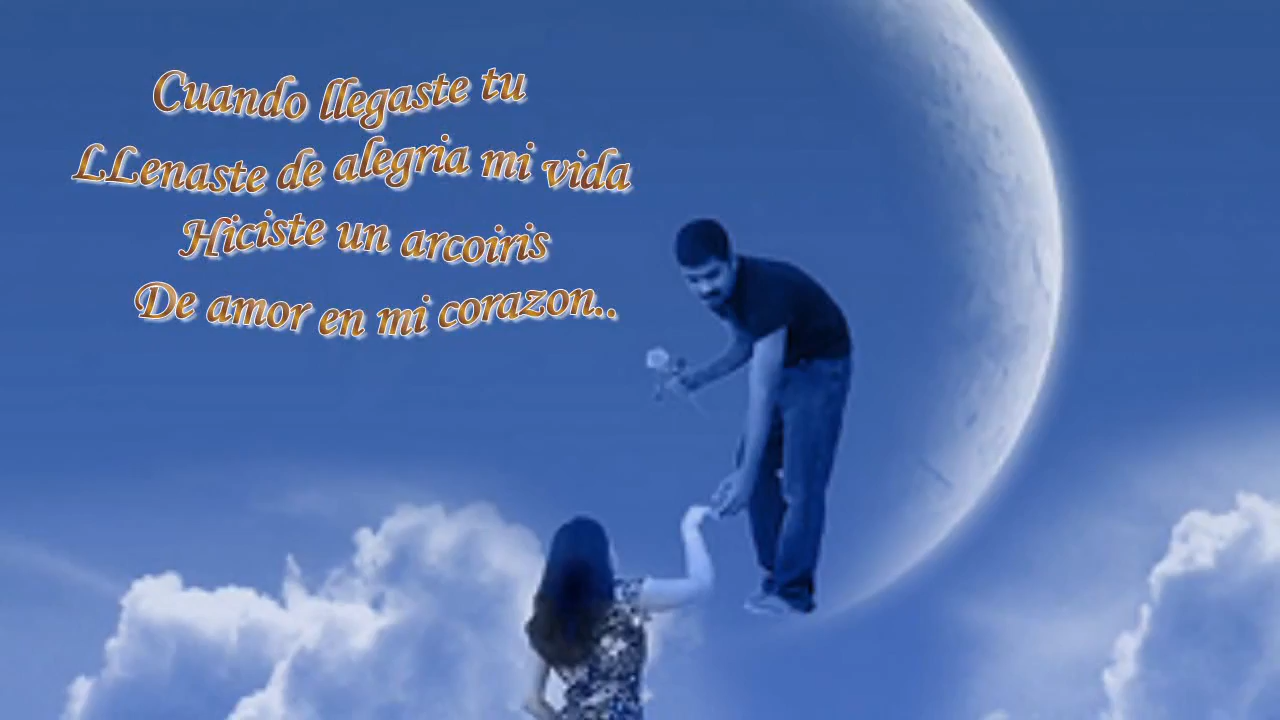 Cuando llegaste tu
LLenaste de alegria mi vida
Hiciste un arcoiris
De amor en mi corazon..